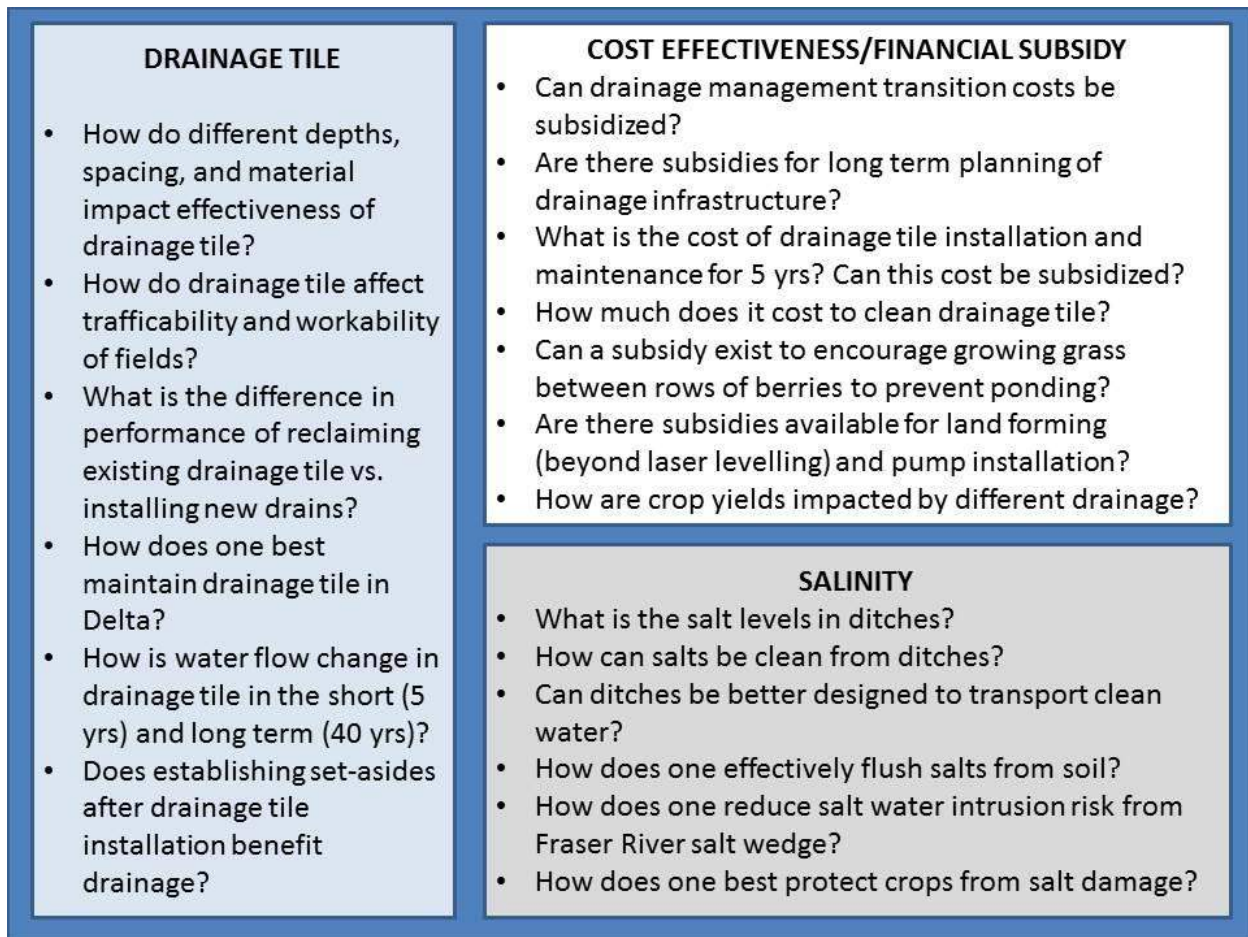 DRAINAGE TILE
• How do different depths,
spacing, and material
impact effectiveness of
drainage tile?
• How do drainage tile affect
trafficability and workability
of fields?
• What is the difference in
performance of reclaiming
existing drainage tile vs.
installing new drains?
• How does one best
maintain drainage tile in
Delta?
• How is water flow change in
drainage tile in the short (5
yrs) and long term (40 yrs)?
• Does establishing set-asides
after drainage tile
installation benefit
drainage?
COST EFFECTIVENESS/FINANCIAL SUBSIDY
• Can drainage management transition costs be
subsidized?
• Are there subsidies for long term planning of
drainage infrastructure?
• What is the cost of drainage tile installation and
maintenance for 5 yrs? Can this cost be subsidized?
• How much does it cost to clean drainage tile?
• Can a subsidy exist to encourage growing grass
between rows of berries to prevent ponding?
• Are there subsidies available for land forming
(beyond laser levelling) and pump installation?
• How are crop yields impacted by different drainage?
SALINITY
• What is the salt levels in ditches?
• How can salts be clean from ditches?
• Can ditches be better designed to transport clean
water?
• How does one effectively flush salts from soil?
• How does one reduce salt water intrusion risk from
Fraser River salt wedge?
• How does one best protect crops from salt damage?